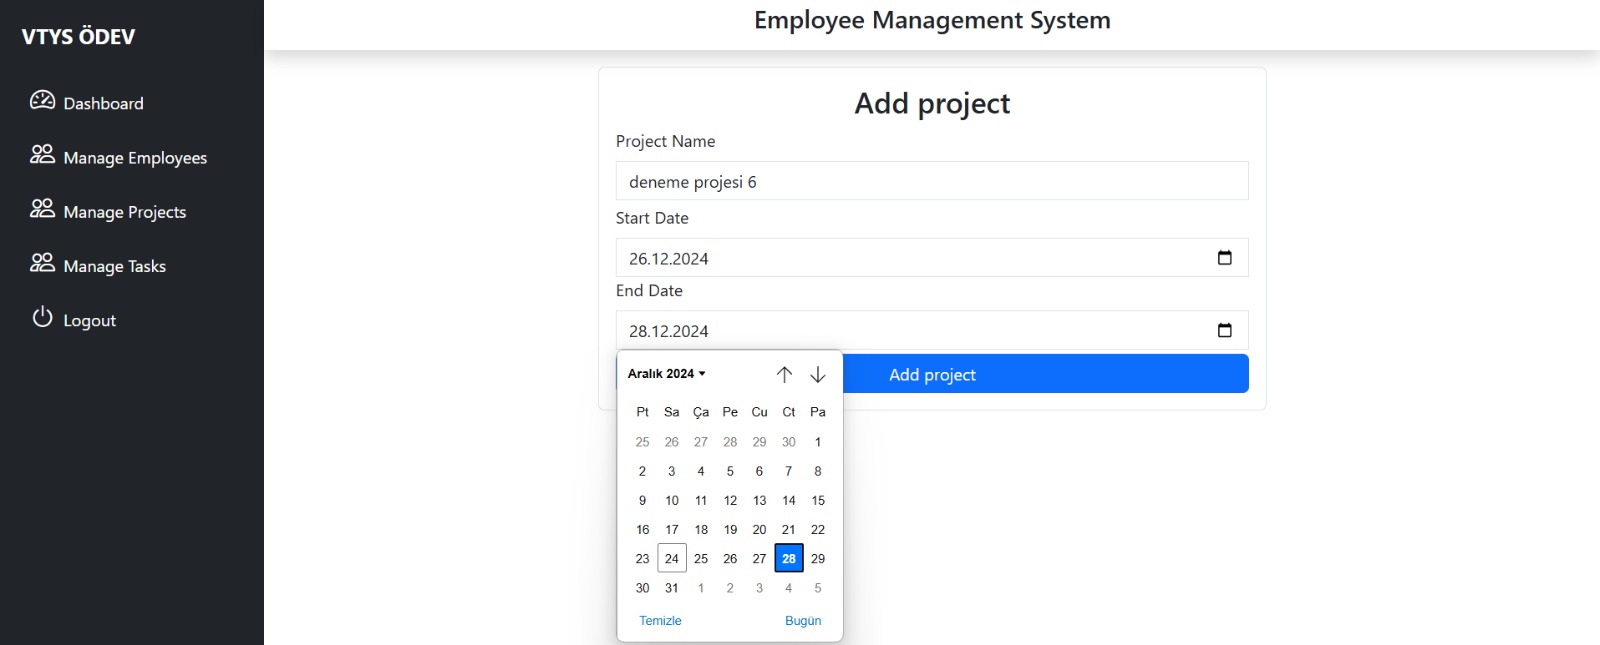 VTYS ÖDEV
Dashboard
Manage Employees
Manage Projects
Manage Tasks
Logout
Employee Management System
Add project
Project Name
deneme projesi 6
Start Date
26.12.2024
End Date
28.12.2024
Add project
Aralık 2024
Pt Sa Ça Pe Cu Ct Pa
25 26 27 28 29 30 1
2 3 4 5 6 7 8
9 10 11 12 13 14 15
16 17 18 19 20 21 22
23 24 25 26 27 28 29
30 31 1 2 3 4 5
Temizle Bugün